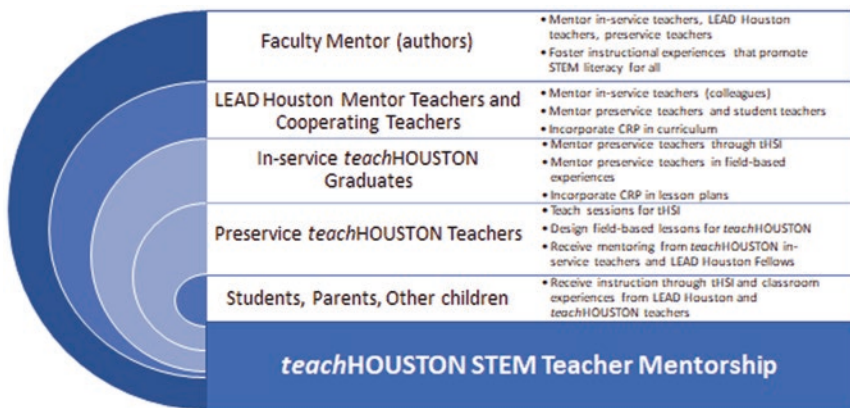 Faculty Mentor (authors)
• Mentor in-service teachers, LEAD Houston
teachers, preservice teachers
• Foster instructional experiences that promote
STEM literacy for all
LEAD Houston Mentor Teachers and
Cooperating Teachers
• Mentor in-service teachers (colleagues)
• Mentor preservice teachers and student teachers
• Incorporate CRP in curriculum
In-service teachHOUSTON
Graduates
• Mentor preservice teachers through tHSI
• Mentor preservice teachers in field-based
experiences
• Incorporate CRP in lesson plans
Preservice teachHOUSTON Teachers
• Teach sessions for tHSI
• Design field-based lessons for teachHOUSTON
• Receive mentoring from teachHOUSTON in-
service teachers and LEAD Houston Fellows
Students, Parents, Other children
• Receive instruction through tHSI and classroom
experiences from LEAD Houston and
teachHOUSTON teachers
teachHOUSTON STEM Teacher Mentorship